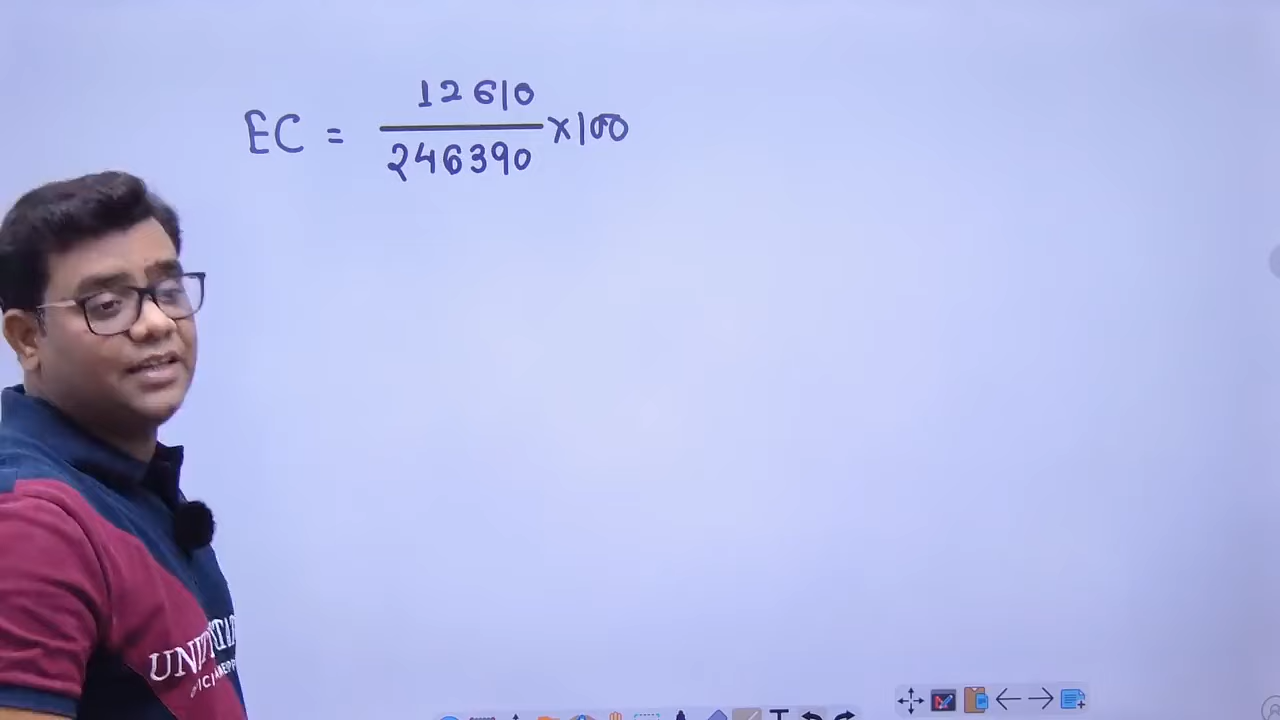 12610
EC = ———— ×100
246390